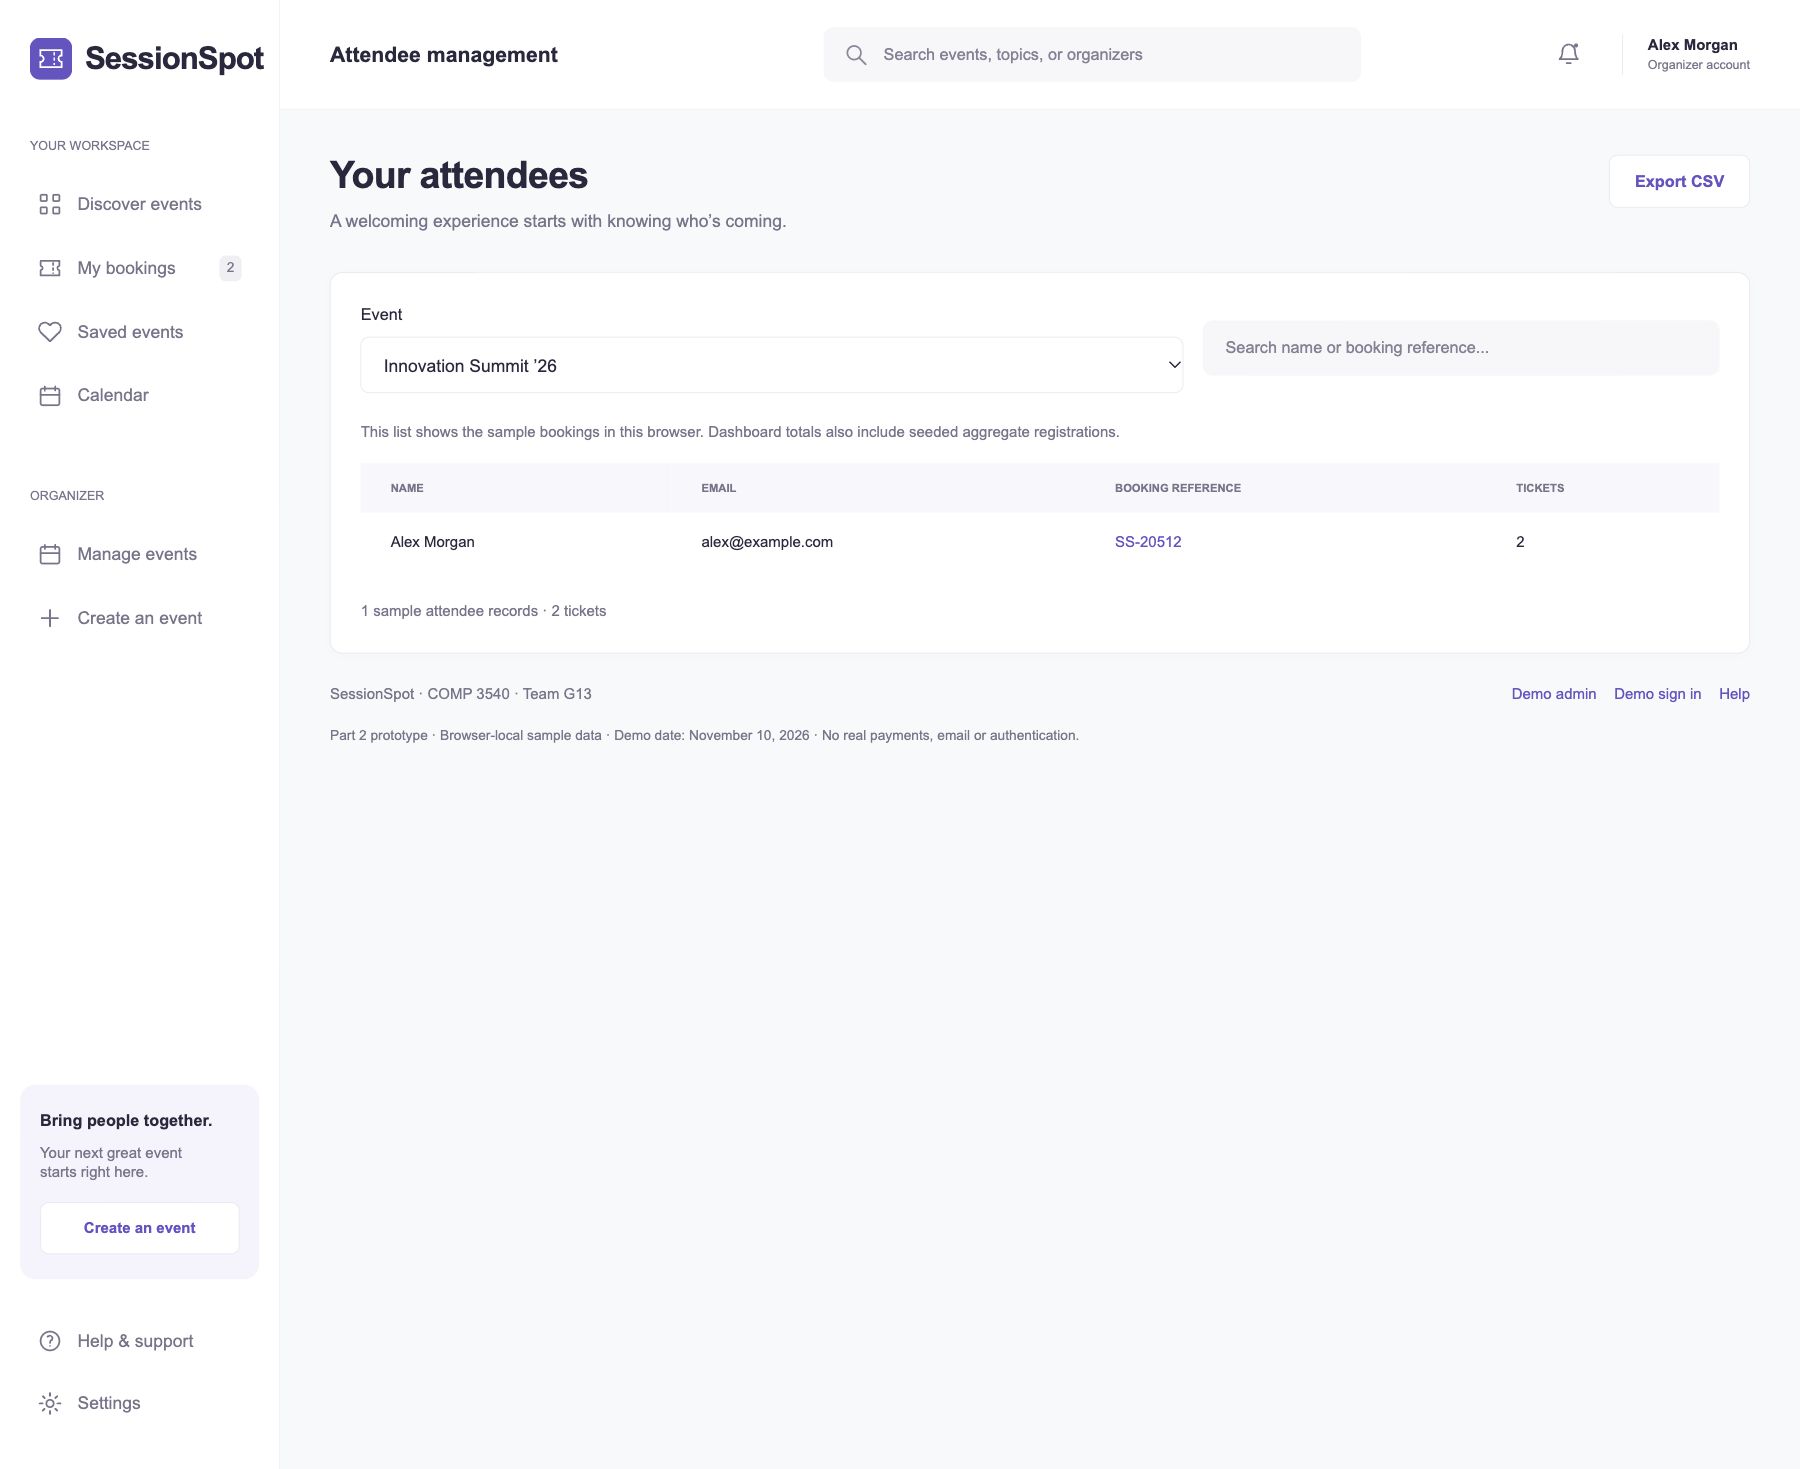 SessionSpot
YOUR WORKSPACE
Discover events
My bookings 2
Saved events
Calendar
ORGANIZER
Manage events
Create an event
Bring people together.
Your next great event
starts right here.
Create an event
Help & support
Settings
Attendee management
Search events, topics, or organizers
Alex Morgan
Organizer account
Your attendees
A welcoming experience starts with knowing who’s coming.
Export CSV
Event
Innovation Summit ’26
Search name or booking reference...
This list shows the sample bookings in this browser. Dashboard totals also include seeded aggregate registrations.
NAME EMAIL BOOKING REFERENCE TICKETS
Alex Morgan alex@example.com SS-20512 2
1 sample attendee records · 2 tickets
SessionSpot · COMP 3540 · Team G13
Demo admin Demo sign in Help
Part 2 prototype · Browser-local sample data · Demo date: November 10, 2026 · No real payments, email or authentication.